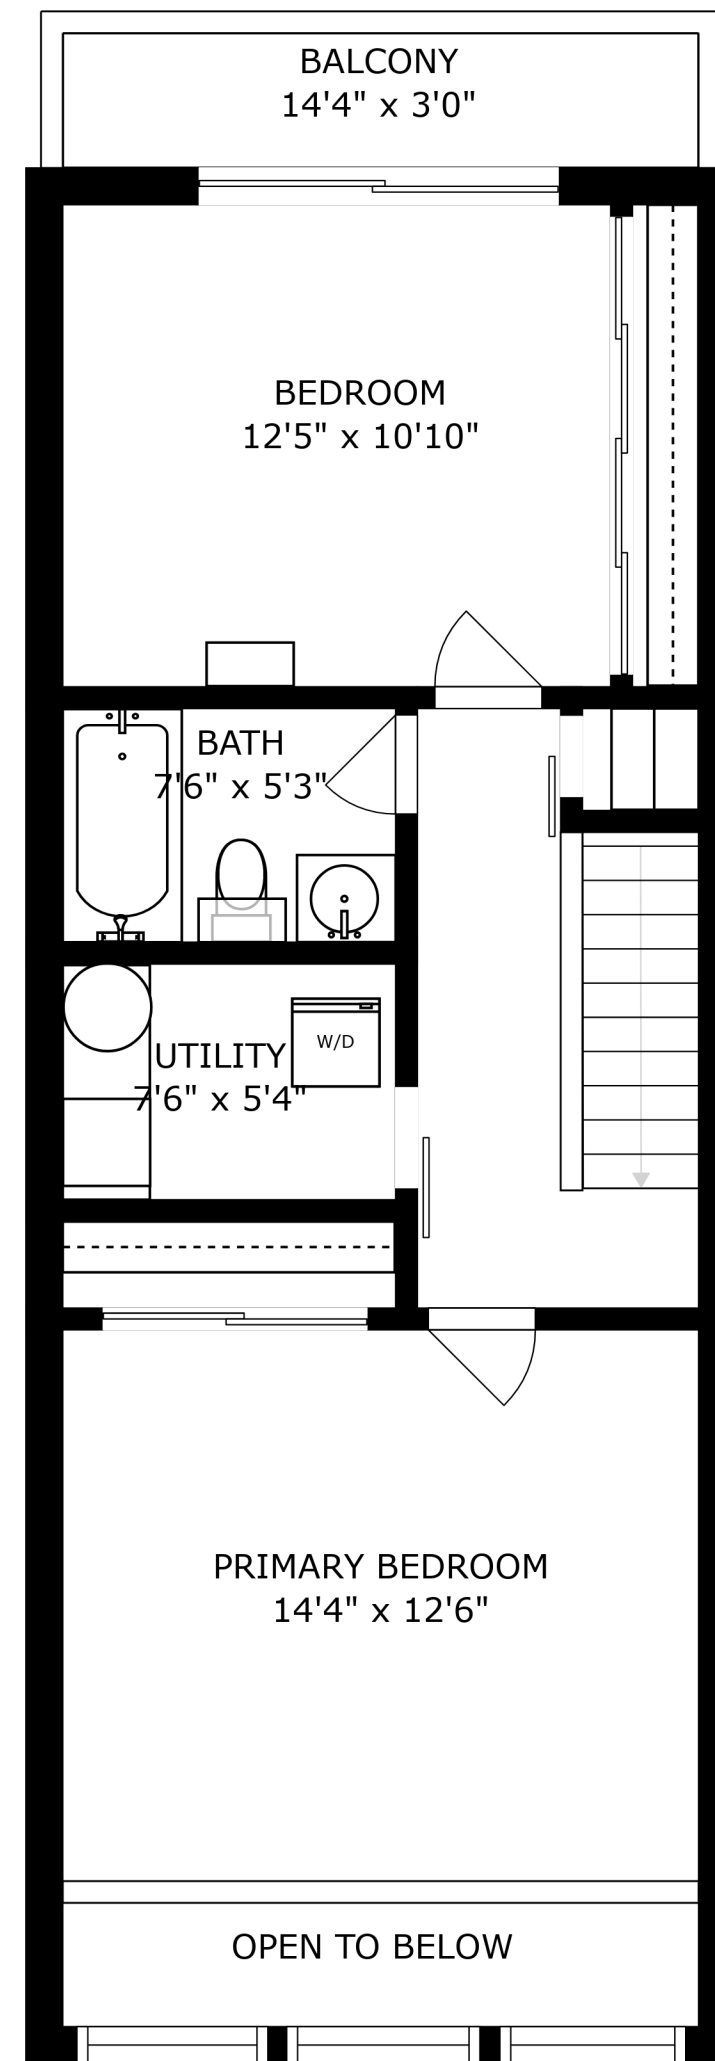 BALCONY
14'4" x 3'0"
BEDROOM
12'5" x 10'10"
BATH
7'6" x 5'3"
W/D
UTILITY
7'6" x 5'4"
PRIMARY BEDROOM
14'4" x 12'6"
OPEN TO BELOW